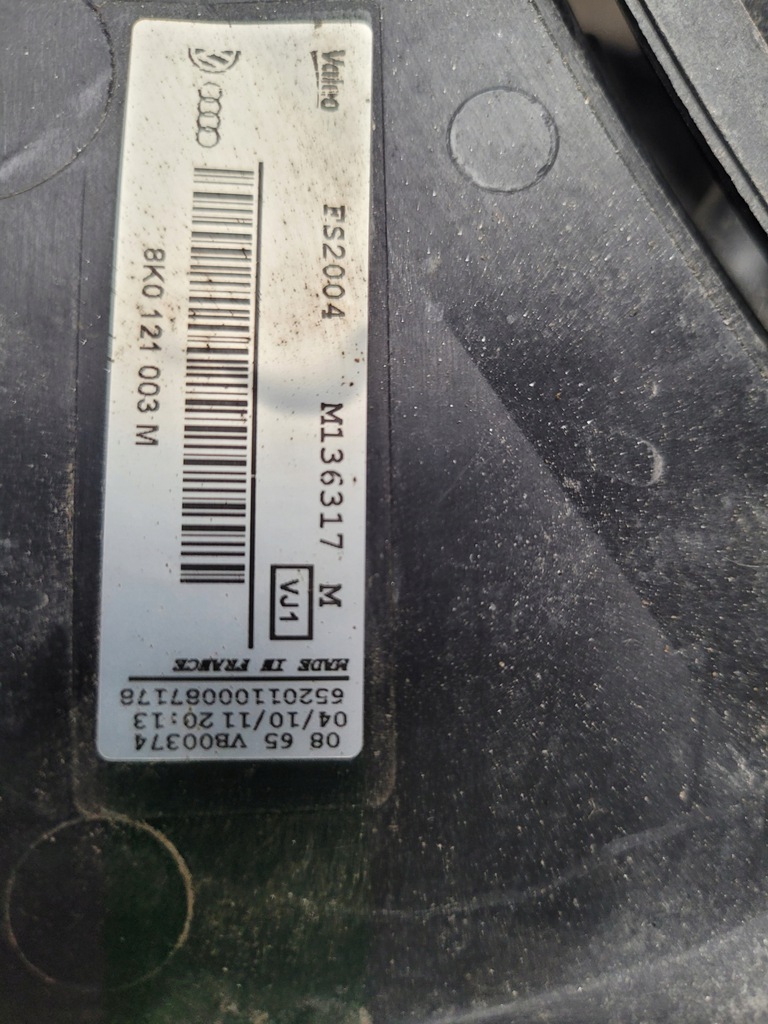 Valeo
FS2004 M136317 M
VJ1
8K0 121 003 M
MADE IN FRANCE
65201100087178
04/10/11 20:13
08 65 VB00374